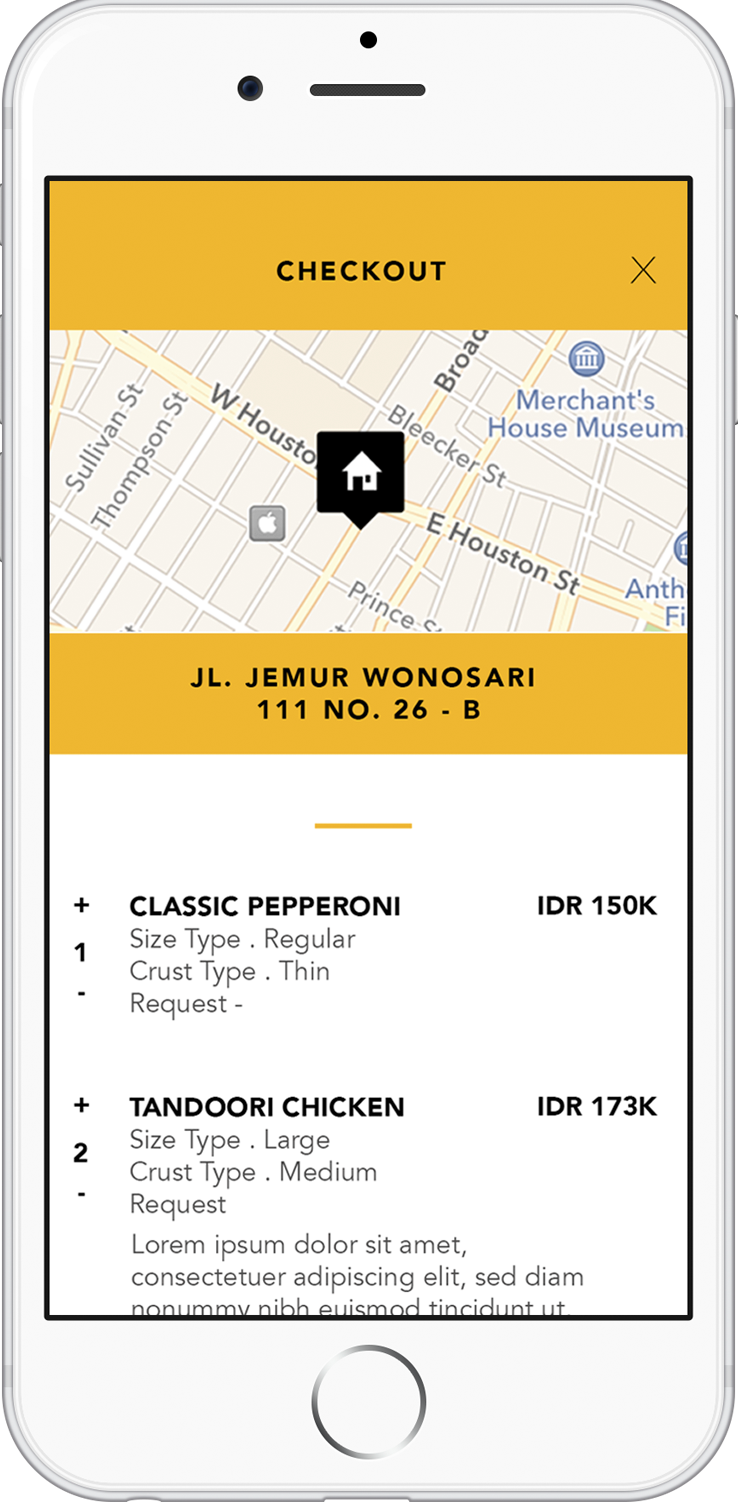 CHECKOUT
Broad
Merchant's
House Museum
W Housto
Bleecker St
Sullivan St
Thompson St
E Houston St
Anth
Fi
Prince S
JL. JEMUR WONOSARI
111 NO. 26 - B
+
CLASSIC PEPPERONI IDR 150K
Size Type . Regular
1
Crust Type . Thin
-
Request -
+
TANDOORI CHICKEN IDR 173K
Size Type . Large
2
Crust Type . Medium
-
Request
Lorem ipsum dolor sit amet,
consectetuer adipiscing elit, sed diam
nonummy nibh euismod tincidunt ut.